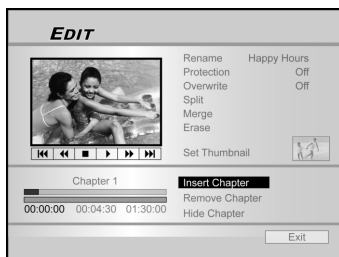 EDIT
Rename Happy Hours
Protection Off
Overwrite Off
Split
Merge
Erase
Set Thumbnail
Chapter 1
00:00:00 00:04:30 01:30:00
Insert Chapter
Remove Chapter
Hide Chapter
Exit